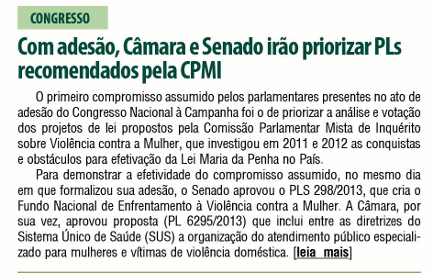 CONGRESSO
Com adesão, Câmara e Senado irão priorizar PLs
recomendados pela CPMI
O primeiro compromisso assumido pelos parlamentares presentes no ato de
adesão do Congresso Nacional à Campanha foi o de priorizar a análise e votação
dos projetos de lei propostos pela Comissão Parlamentar Mista de Inquérito
sobre Violência contra a Mulher, que investigou em 2011 e 2012 as conquistas
e obstáculos para efetivação da Lei Maria da Penha no País.
Para demonstrar a efetividade do compromisso assumido, no mesmo dia
em que formalizou sua adesão, o Senado aprovou o PLS 298/2013, que cria o
Fundo Nacional de Enfrentamento à Violência contra a Mulher. A Câmara, por
sua vez, aprovou proposta (PL 6295/2013) que inclui entre as diretrizes do
Sistema Único de Saúde (SUS) a organização do atendimento público especiali-
zado para mulheres e vítimas de violência doméstica. [leia mais]